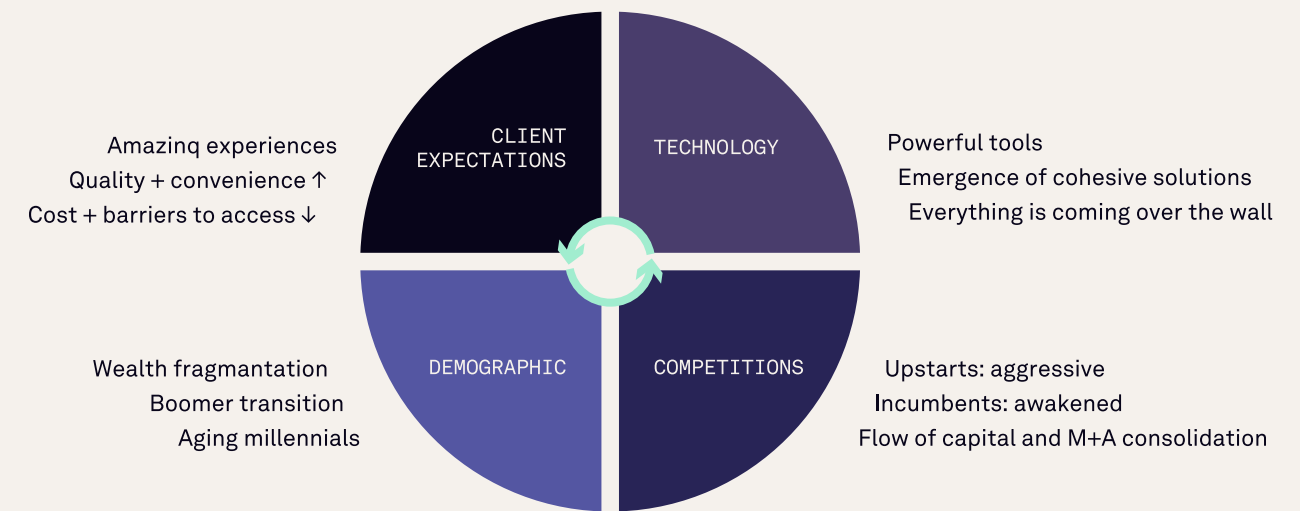 CLIENT
EXPECTATIONS
Amazing experiences
Quality + convenience ↑
Cost + barriers to access ↓
TECHNOLOGY
Powerful tools
Emergence of cohesive solutions
Everything is coming over the wall
DEMOGRAPHIC
Wealth fragmantation
Boomer transition
Aging millennials
COMPETITIONS
Upstarts: aggressive
Incumbents: awakened
Flow of capital and M+A consolidation